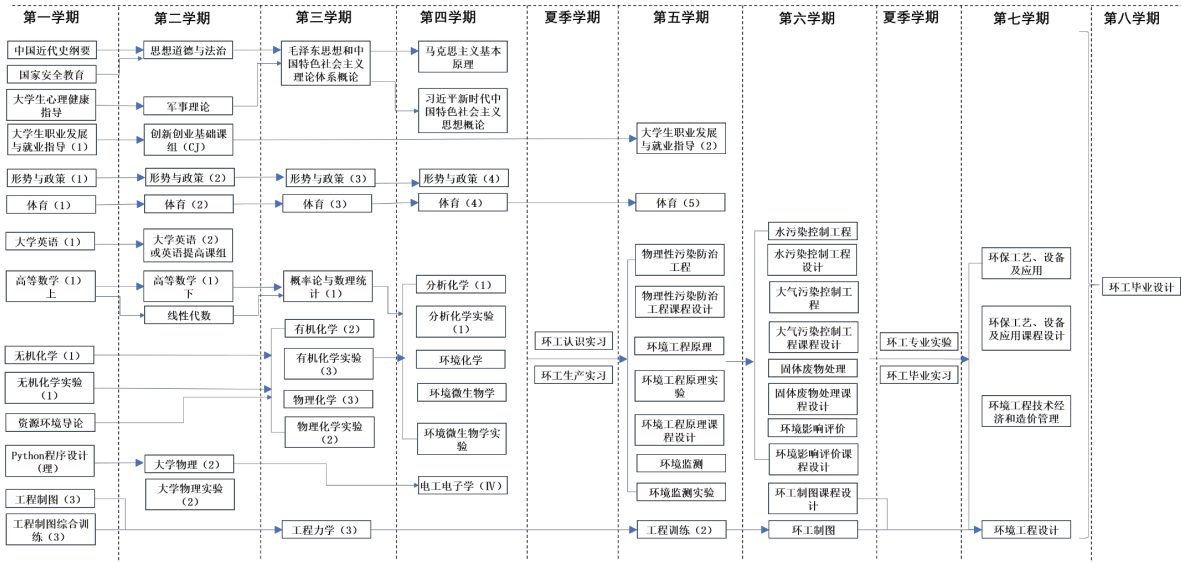 第一学期
第二学期
第三学期
第四学期
夏季学期
第五学期
第六学期
夏季学期
第七学期
第八学期
中国近代史纲要
国家安全教育
大学生心理健康
指导
大学生职业发展
与就业指导（1）
形势与政策（1）
体育（1）
大学英语（1）
高等数学（1）
上
无机化学（1）
无机化学实验
（1）
资源环境导论
Python程序设计
（理）
工程制图（3）
工程制图综合训
练（3）
思想道德与法治
军事理论
创新创业基础课
组（CJ）
形势与政策（2）
体育（2）
大学英语（2）
或英语提高课组
高等数学（1）
下
线性代数
大学物理（2）
大学物理实验
（2）
毛泽东思想和中
国特色社会主义
理论体系概论
形势与政策（3）
体育（3）
概率论与数理统
计（1）
有机化学（2）
有机化学实验
（3）
物理化学（3）
物理化学实验
（2）
工程力学（3）
马克思主义基本
原理
习近平新时代中
国特色社会主义
思想概论
形势与政策（4）
体育（4）
分析化学（1）
分析化学实验
（1）
环境化学
环境微生物学
环境微生物学实
验
电工电子学（Ⅳ）
环工认识实习
环工生产实习
大学生职业发展
与就业指导（2）
体育（5）
物理性污染防治
工程
物理性污染防治
工程课程设计
环境工程原理
环境工程原理实
验
环境工程原理课
程设计
环境监测
环境监测实验
工程训练（2）
水污染控制工程
水污染控制工程
设计
大气污染控制工
程
大气污染控制工
程课程设计
固体废物处理
固体废物处理课
程设计
环境影响评价
环境影响评价课
程设计
环工制图课程设
计
环工制图
环工专业实验
环工毕业实习
环保工艺、设备
及应用
环保工艺、设备
及应用课程设计
环境工程技术经
济和造价管理
环境工程设计
环工毕业设计